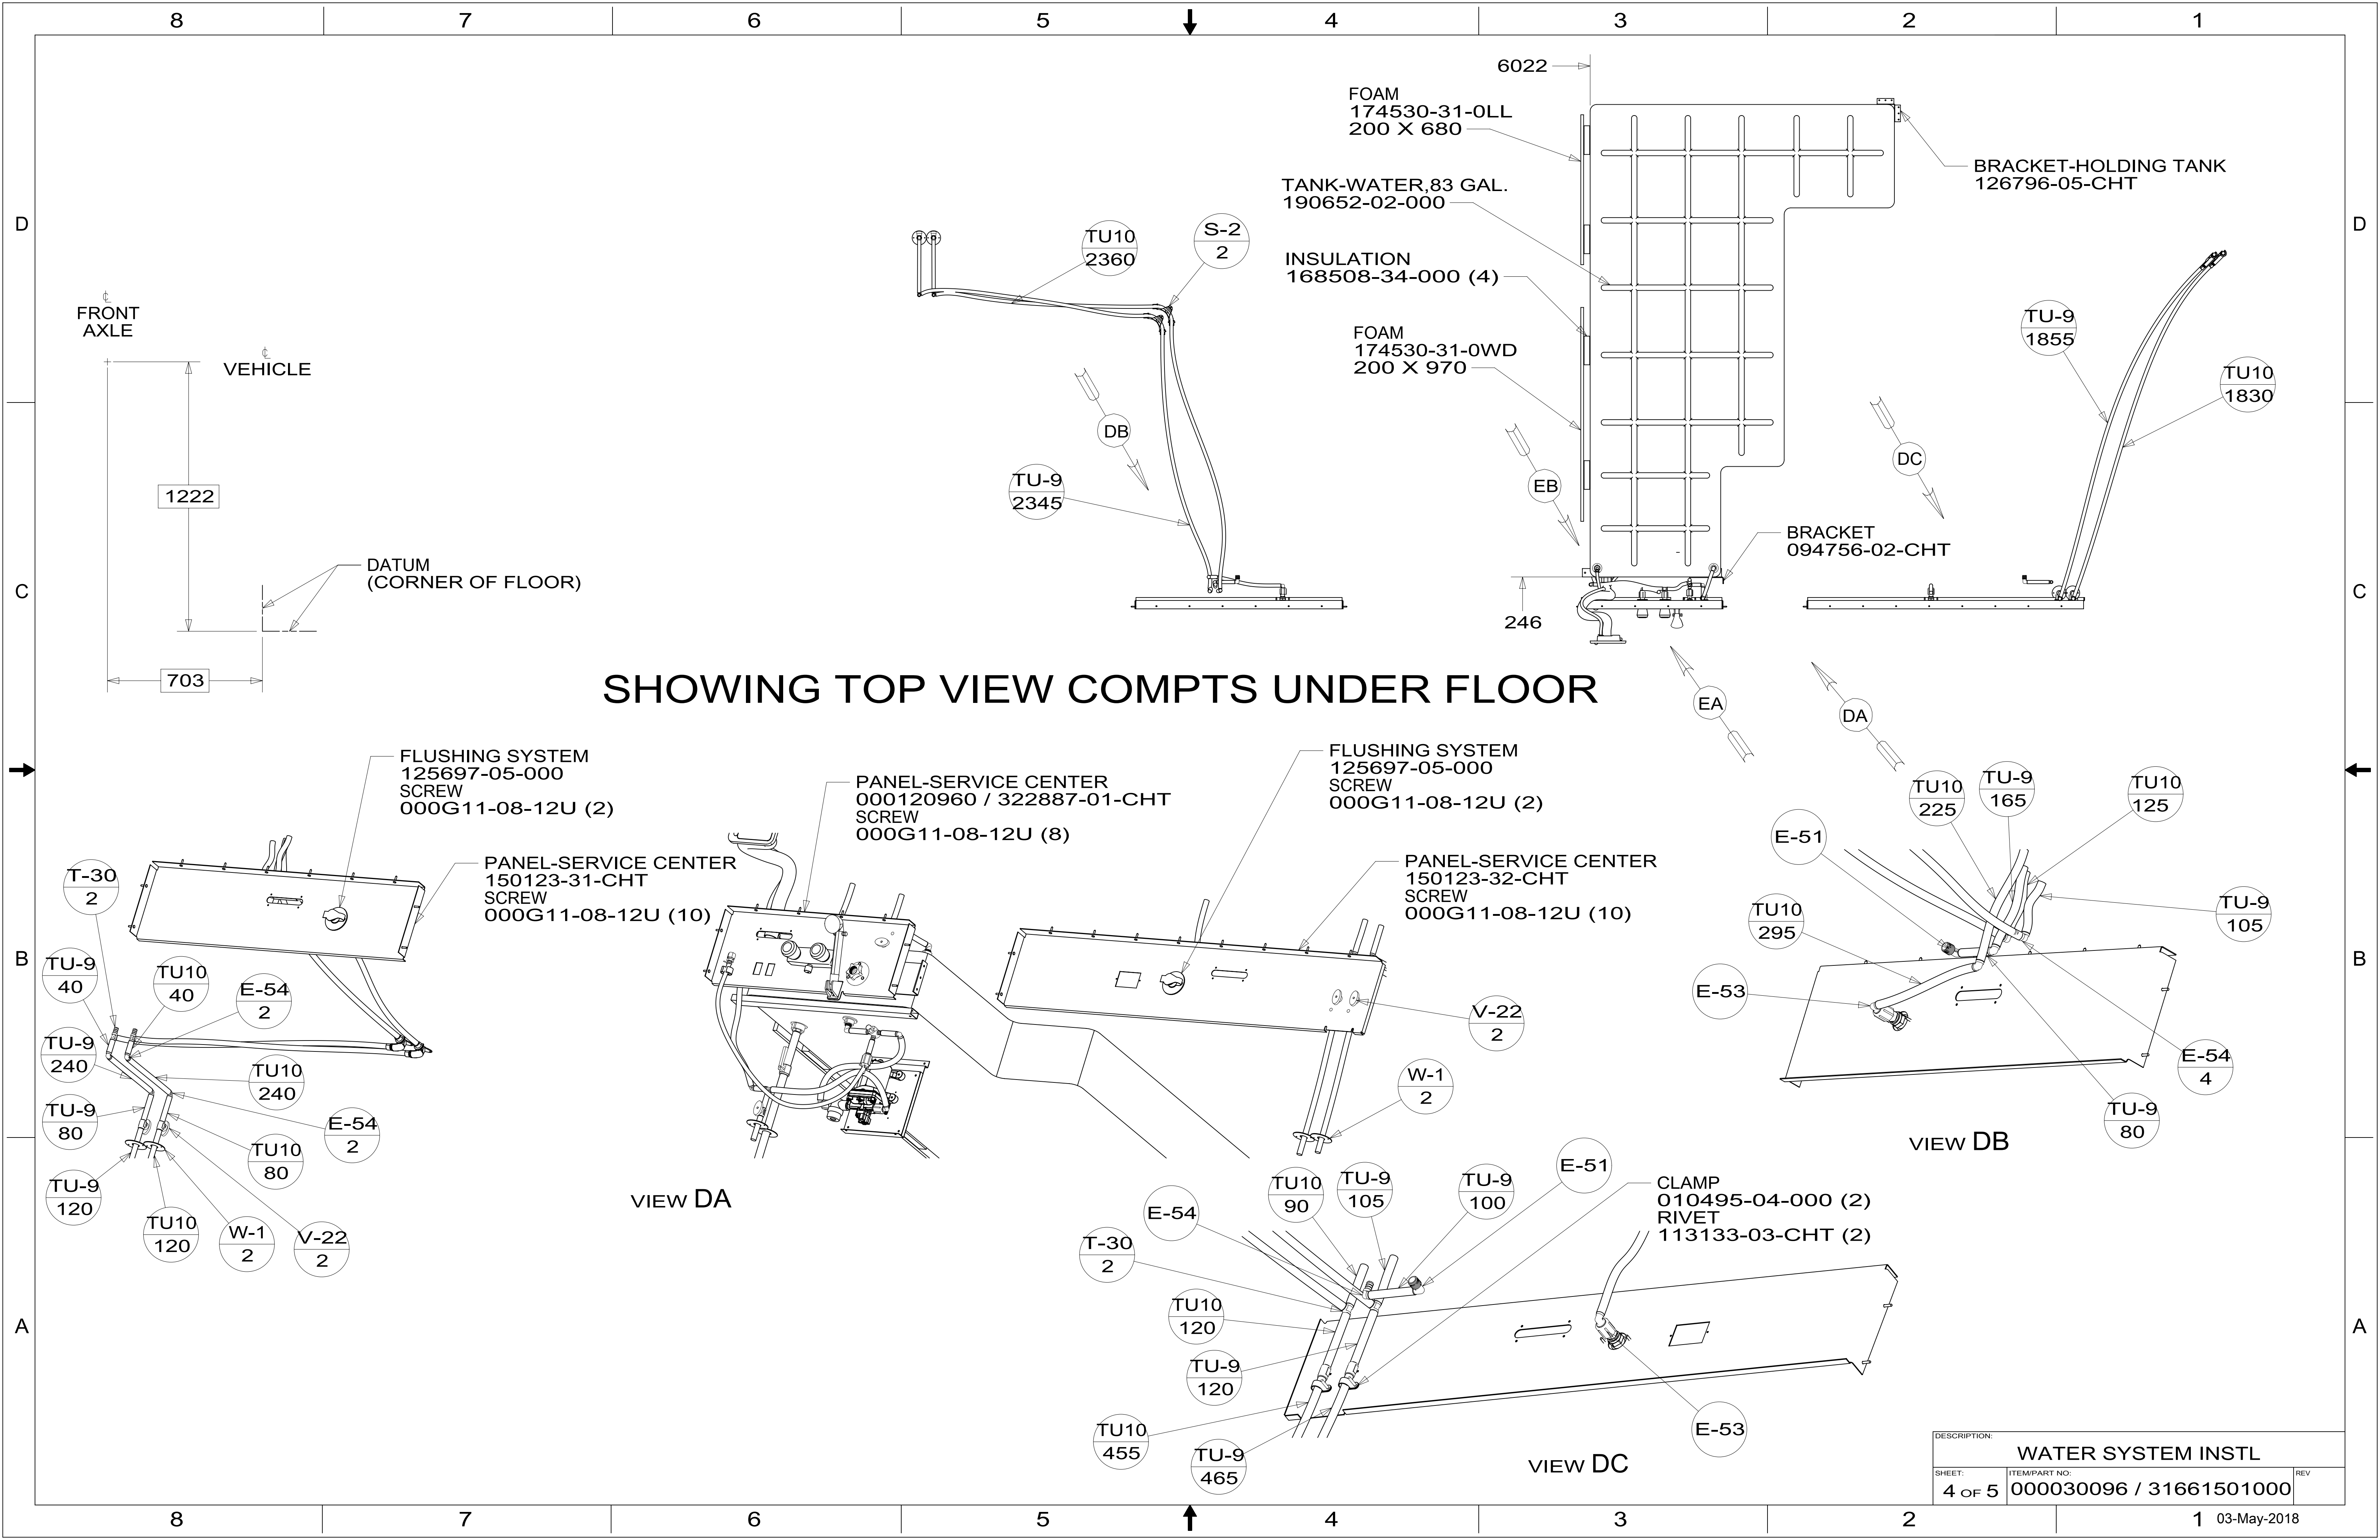 8
7
6
5
4
3
2
1
D
D
C
C
B
B
A
A
6022
FOAM
174530-31-0LL
200 X 680
TANK-WATER,83 GAL.
190652-02-000
INSULATION
168508-34-000 (4)
FOAM
174530-31-0WD
200 X 970
BRACKET-HOLDING TANK
126796-05-CHT
TU10
2360
S-2
2
DB
TU-9
2345
EB
DC
TU-9
1855
TU10
1830
BRACKET
094756-02-CHT
246
℄
FRONT
AXLE
℄
VEHICLE
1222
DATUM
(CORNER OF FLOOR)
703
SHOWING TOP VIEW COMPTS UNDER FLOOR
EA
DA
FLUSHING SYSTEM
125697-05-000
SCREW
000G11-08-12U (2)
PANEL-SERVICE CENTER
150123-31-CHT
SCREW
000G11-08-12U (10)
PANEL-SERVICE CENTER
000120960 / 322887-01-CHT
SCREW
000G11-08-12U (8)
FLUSHING SYSTEM
125697-05-000
SCREW
000G11-08-12U (2)
PANEL-SERVICE CENTER
150123-32-CHT
SCREW
000G11-08-12U (10)
T-30
2
TU-9
40
TU10
40
E-54
2
TU-9
240
TU10
240
TU-9
80
E-54
2
TU10
80
TU-9
120
TU10
120
W-1
2
V-22
2
VIEW DA
V-22
2
W-1
2
TU10
225
TU-9
165
TU10
125
E-51
TU10
295
TU-9
105
E-53
E-54
4
TU-9
80
VIEW DB
E-51
TU10
90
TU-9
105
TU-9
100
E-54
T-30
2
CLAMP
010495-04-000 (2)
RIVET
113133-03-CHT (2)
TU10
120
TU-9
120
TU10
455
TU-9
465
E-53
VIEW DC
DESCRIPTION:
WATER SYSTEM INSTL
SHEET:
4 OF 5
ITEM/PART NO:
000030096 / 31661501000
REV
8
7
6
5
4
3
2
1
03-May-2018